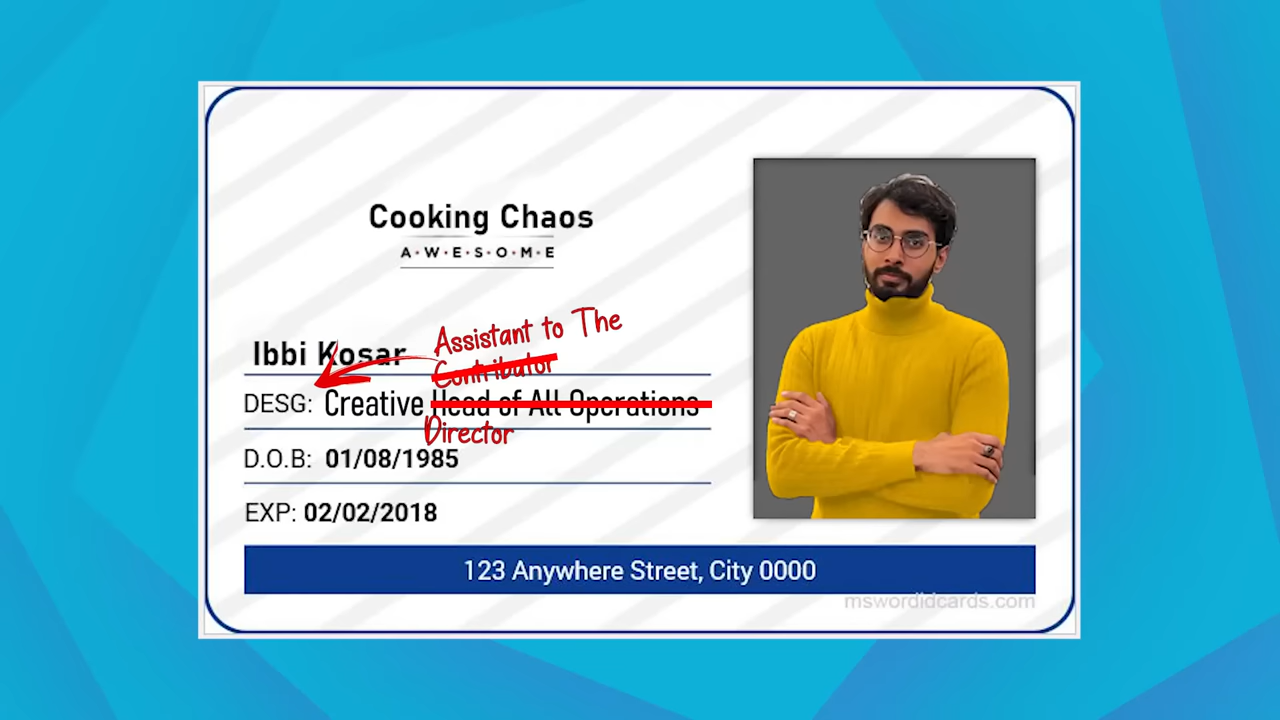 Cooking Chaos
A·W·E·S·O·M·E
Ibbi Kosar
Assistant to The
Contributor
DESG: Creative Head of All Operations
Director
D.O.B: 01/08/1985
EXP: 02/02/2018
123 Anywhere Street, City 0000
mswordidcards.com